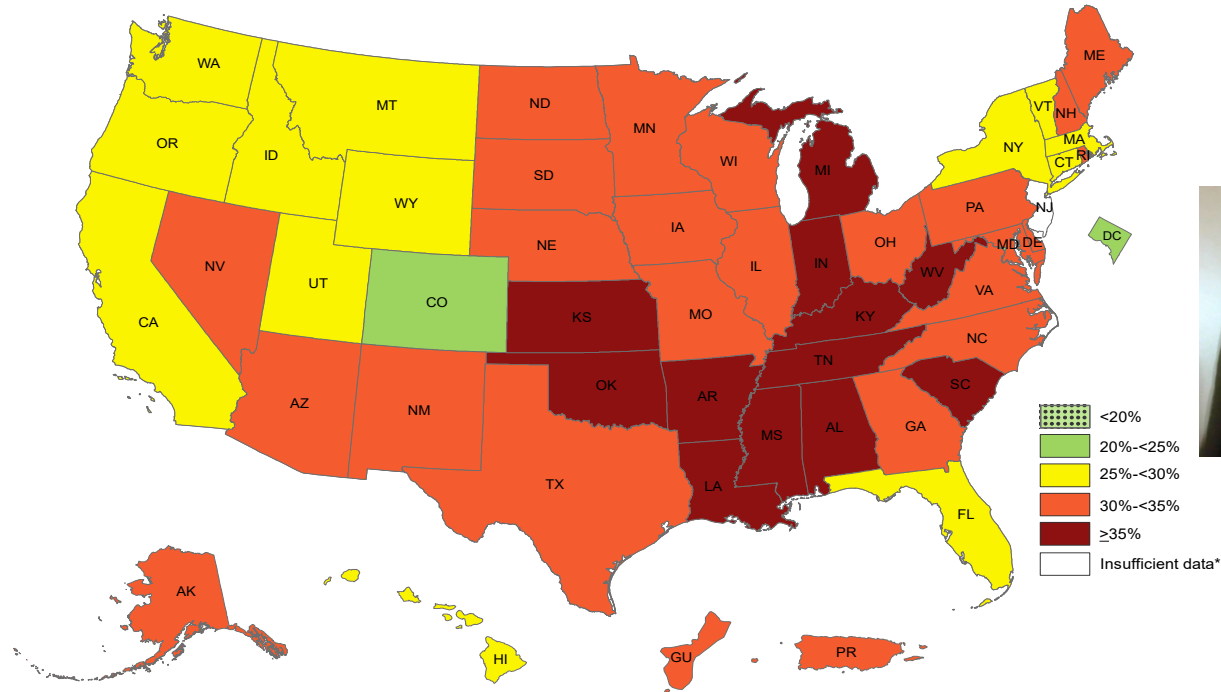 WA
MT
ND
MN
ME
VT
NH
OR
ID
SD
WI
MI
NY
MA
CT
RI
WY
IA
PA
NJ
NE
OH
MD
DE
DC
NV
UT
CO
IL
IN
WV
VA
CA
KS
MO
KY
NC
TN
AZ
NM
OK
AR
SC
MS
AL
GA
TX
LA
FL
AK
HI
GU
PR
<20%
20%-<25%
25%-<30%
30%-<35%
≥35%
Insufficient data*